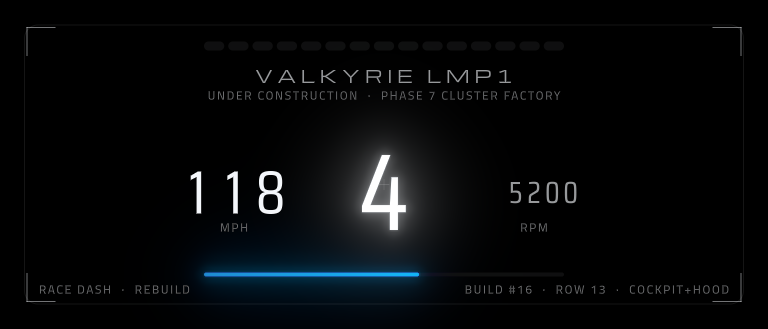 VALKYRIE LMP1
UNDER CONSTRUCTION · PHASE 7 CLUSTER FACTORY
118
MPH
4
5200
RPM
RACE DASH · REBUILD
BUILD #16 · ROW 13 · COCKPIT+HOOD